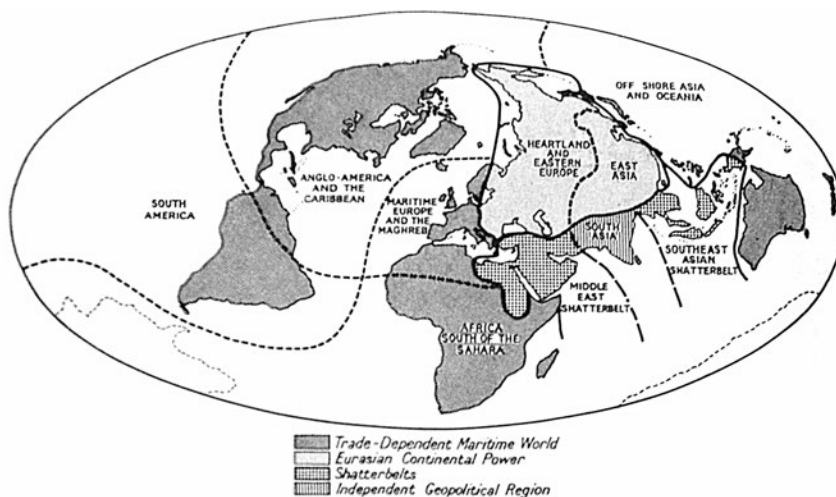 OFF SHORE ASIA
AND OCEANIA
HEARTLAND
AND
EASTERN
EUROPE
EAST
ASIA
ANGLO-AMERICA
AND THE
CARIBBEAN
SOUTH
AMERICA
MARITIME
EUROPE
AND THE
MAGHREB
SOUTH
ASIA
SOUTHEAST
ASIAN
SHATTERBELT
MIDDLE
EAST
SHATTERBELT
AFRICA
SOUTH OF THE
SAHARA
Trade-Dependent Maritime World
Eurasian Continental Power
Shatterbelts
Independent Geopolitical Region